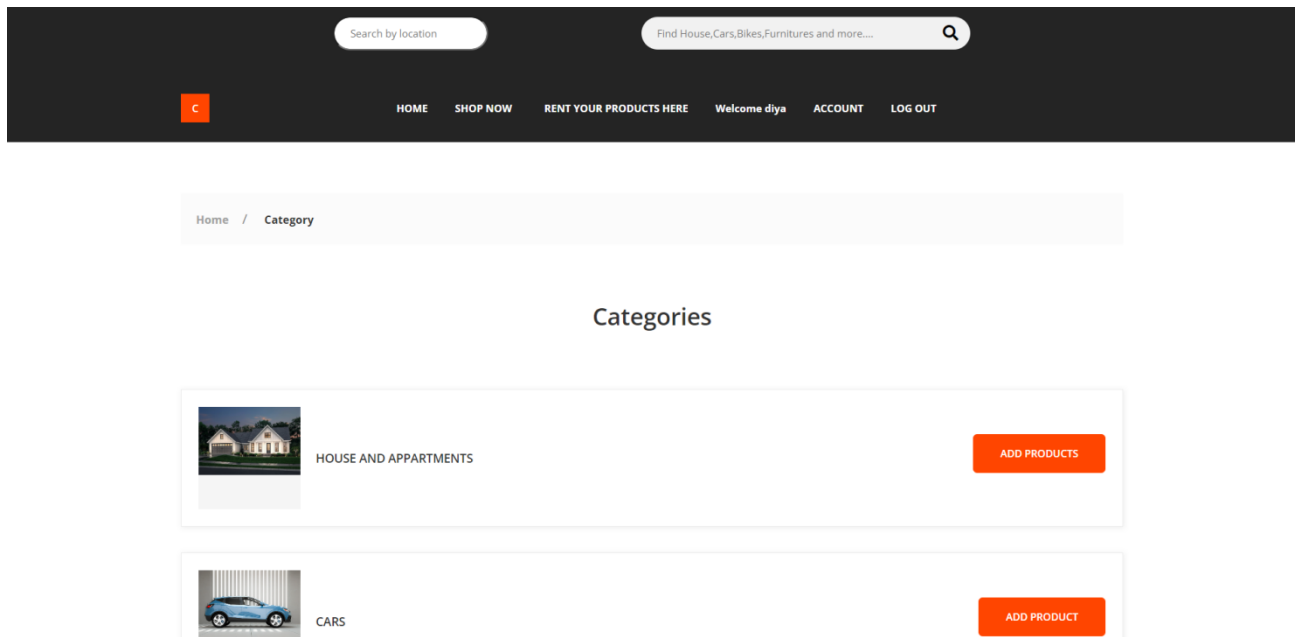 Search by location
Find House,Cars,Bikes,Furnitures and more....
C
HOME SHOP NOW RENT YOUR PRODUCTS HERE Welcome diya ACCOUNT LOG OUT
Home / Category
Categories
HOUSE AND APPARTMENTS
ADD PRODUCTS
CARS
ADD PRODUCT